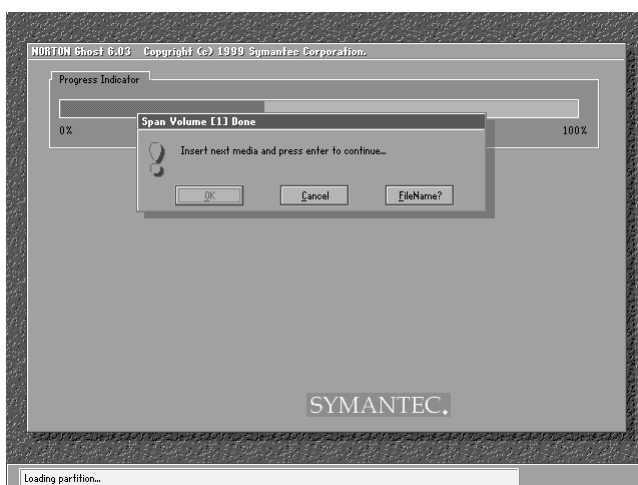 NORTON Ghost 6.03 Copyright (c) 1999 Symantec Corporation.
Progress Indicator
0%
100%
Span Volume [1] Done
Insert next media and press enter to continue...
OK Cancel FileName?
SYMANTEC.
Loading partition...